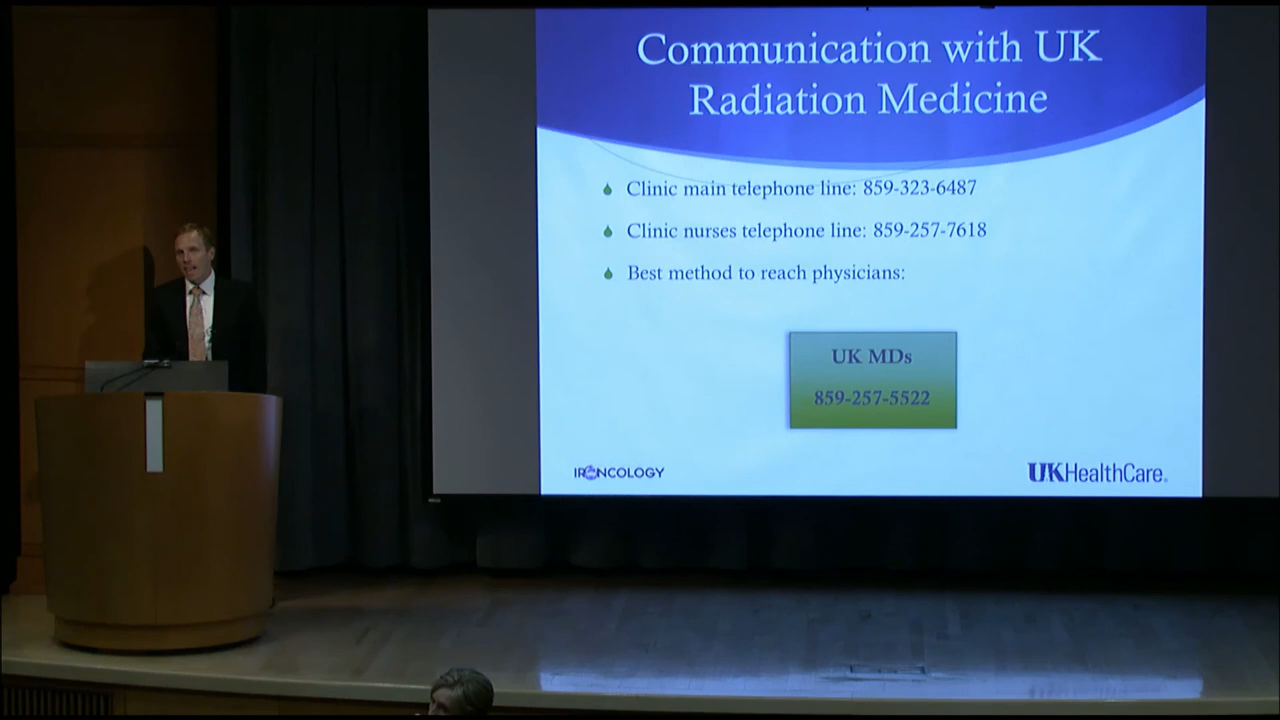 Communication with UK
Radiation Medicine
Clinic main telephone line: 859-323-6487
Clinic nurses telephone line: 859-257-7618
Best method to reach physicians:
UK MDs
859-257-5522
IRONCOLOGY
UKHealthCare.